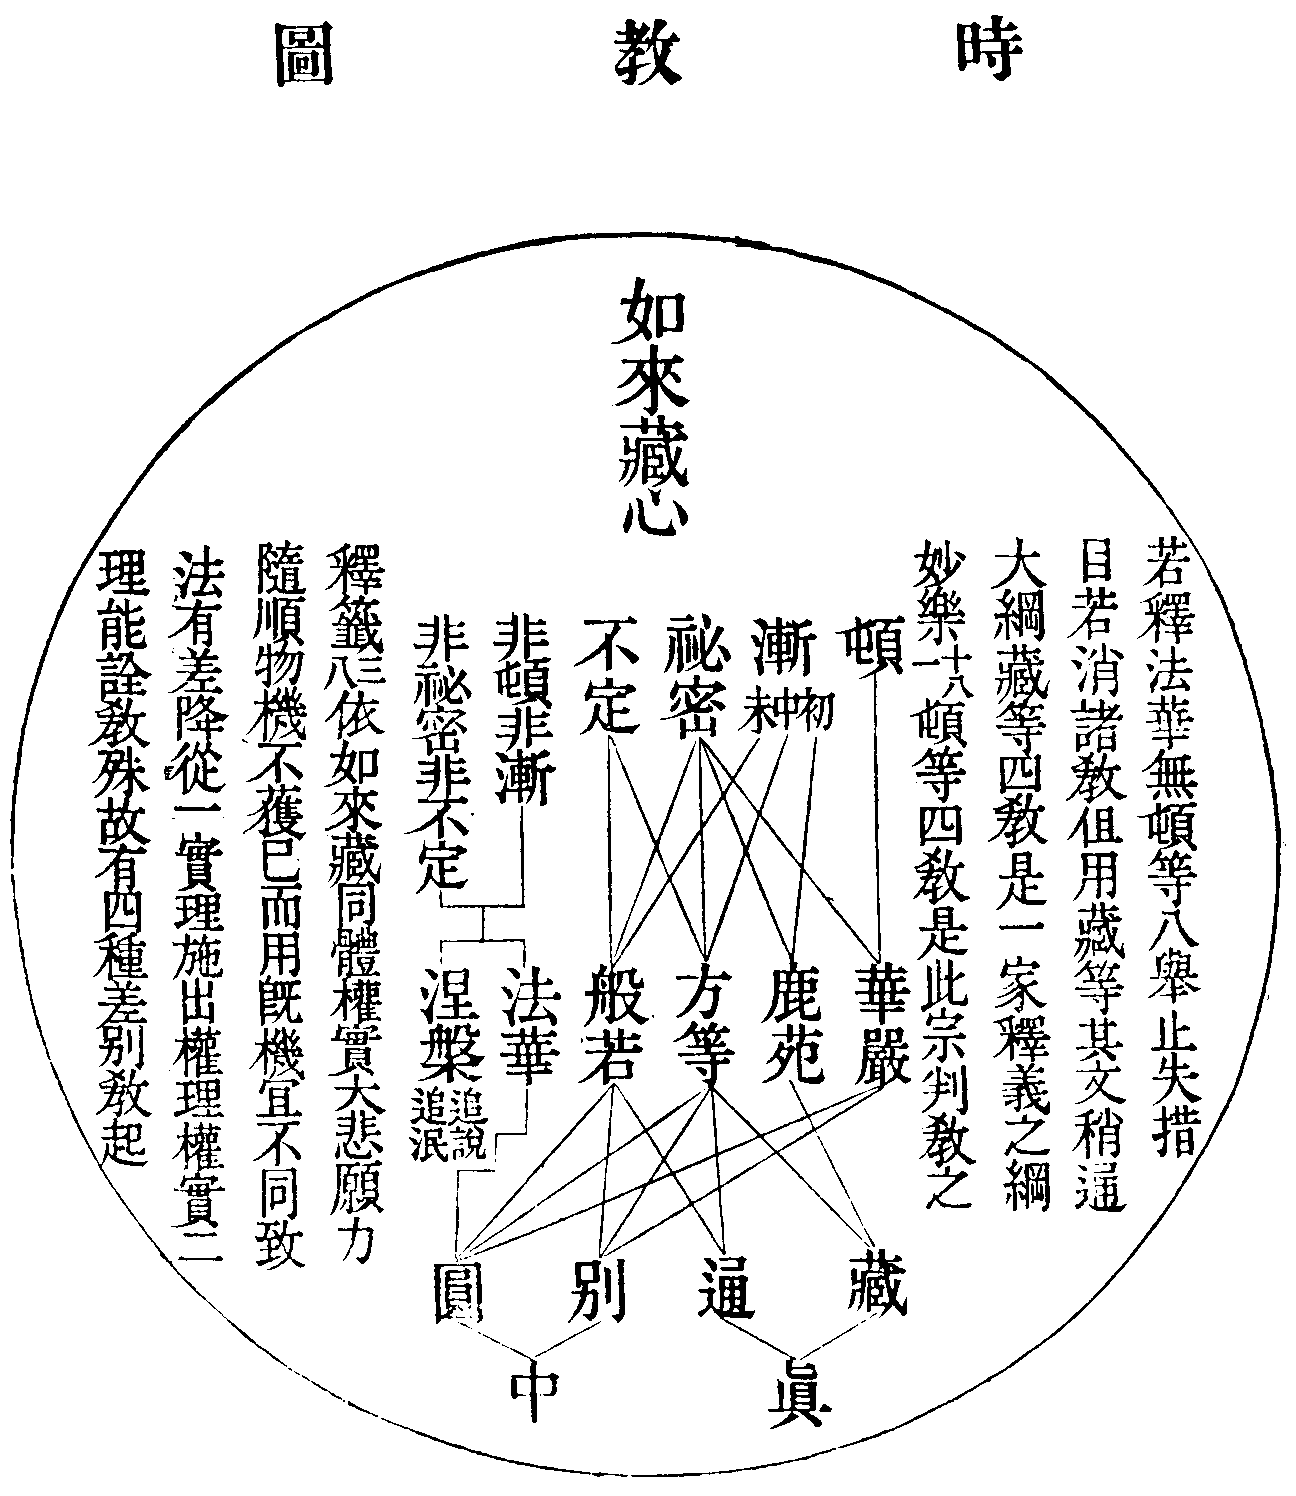 時教圖
如來藏心
若釋法華無頓等八舉止失措
目若消諸教但用藏等其文稍通
大綱藏等四教是一家釋義之綱
妙樂十八一頓等四教是此宗判教之
頓
漸初中末
祕密
不定
非頓非漸
非祕密非不定
華嚴
鹿苑
方等
般若
法華
涅槃追說追泯
藏
通
別
圓
眞
中
釋籤三八依如來藏同體權實大悲願力
隨順物機不獲已而用既機宜不同致
法有差降從一實理施出權理權實二
理能詮教殊故有四種差別教起